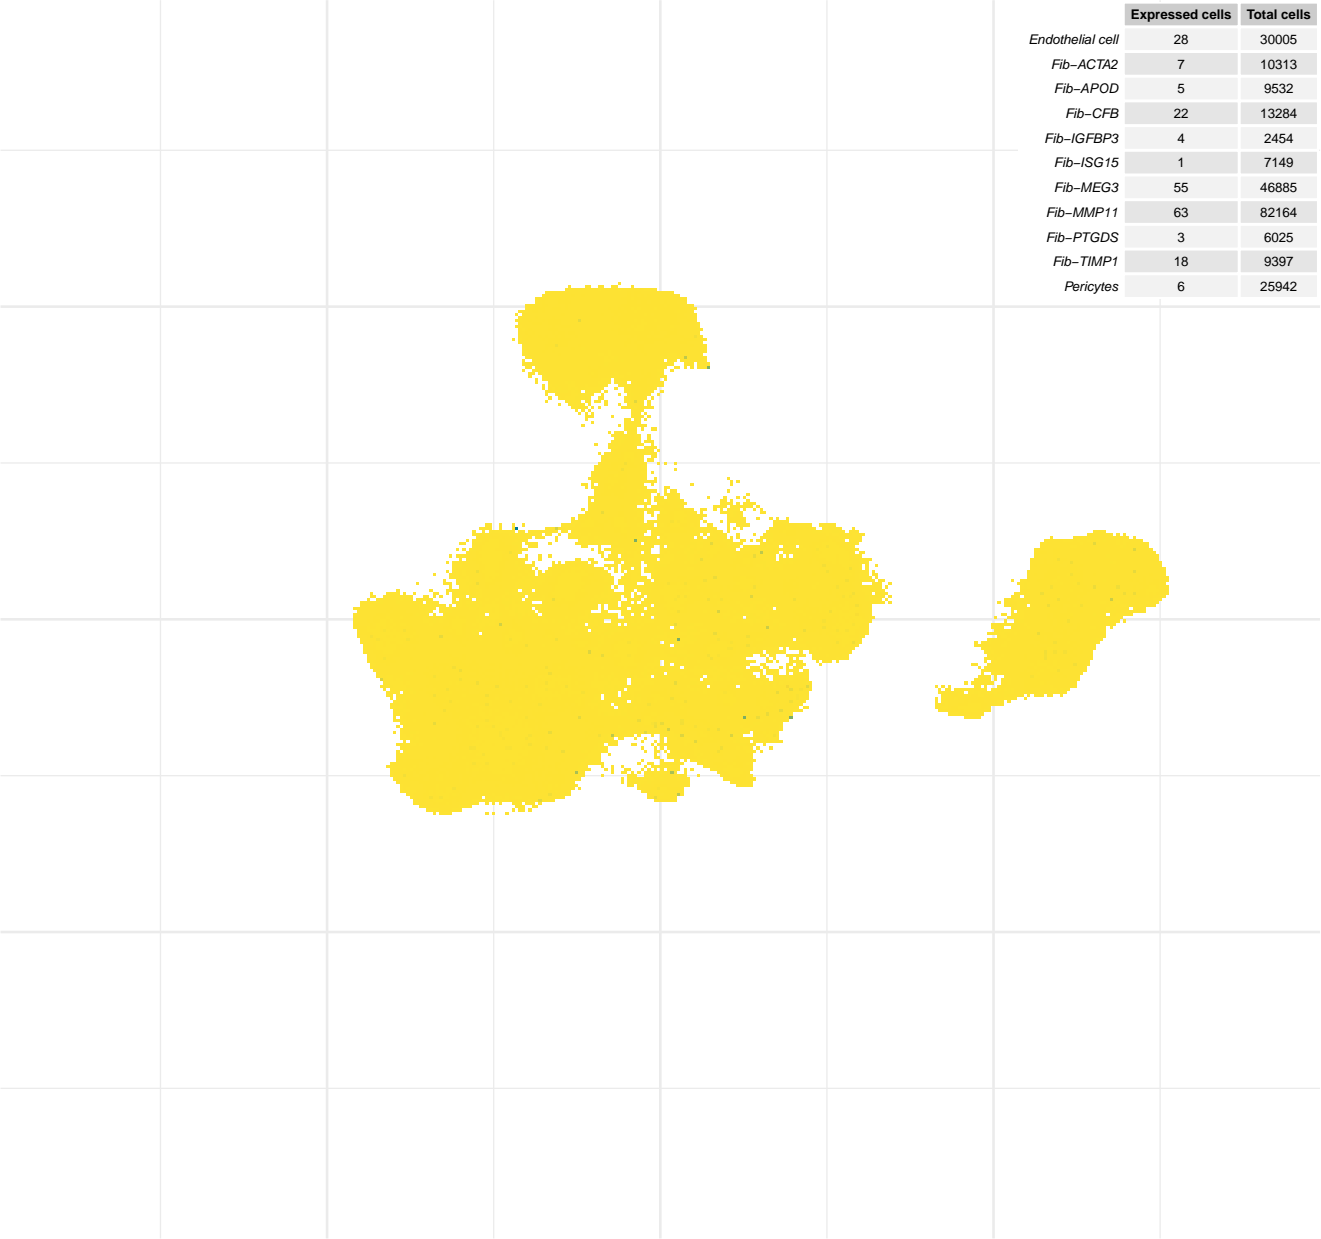 Expressed cells Total cells
Endothelial cell 28 30005
Fib−ACTA2 7 10313
Fib−APOD 5 9532
Fib−CFB 22 13284
Fib−IGFBP3 4 2454
Fib−ISG15 1 7149
Fib−MEG3 55 46885
Fib−MMP11 63 82164
Fib−PTGDS 3 6025
Fib−TIMP1 18 9397
Pericytes 6 25942